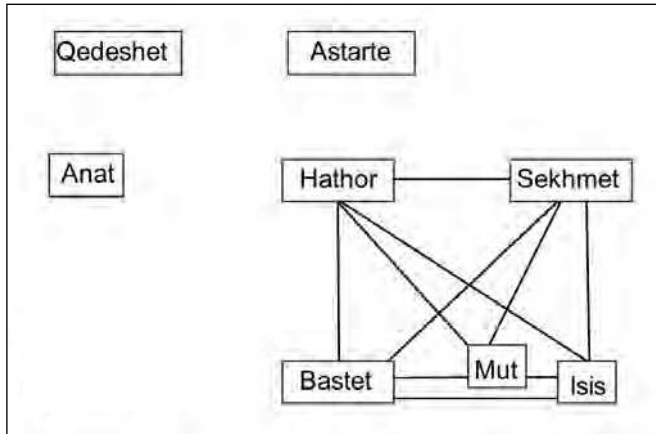 Qedeshet
Astarte
Anat
Hathor
Sekhmet
Bastet
Mut
Isis